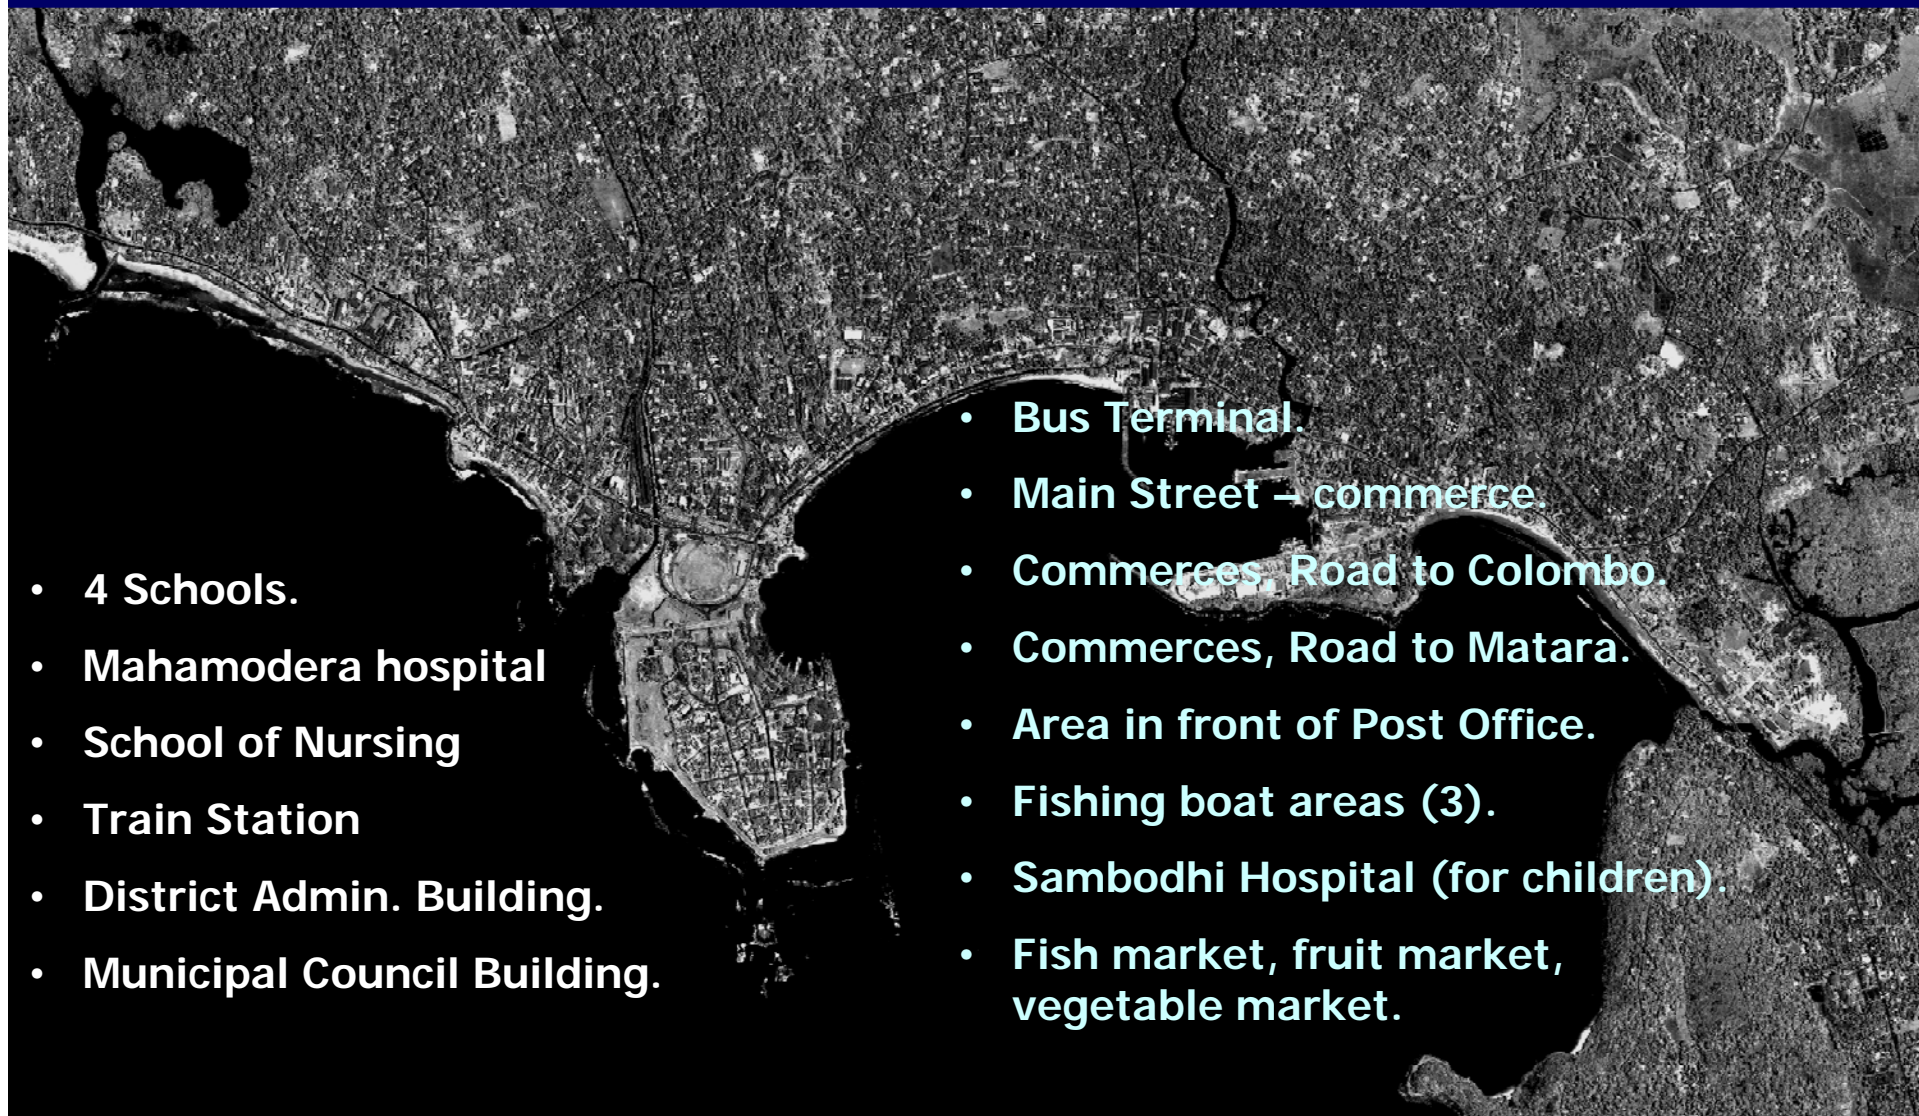 • 4 Schools.
• Mahamodera hospital
• School of Nursing
• Train Station
• District Admin. Building.
• Municipal Council Building.
• Bus Terminal.
• Main Street – commerce.
• Commerces, Road to Colombo.
• Commerces, Road to Matara.
• Area in front of Post Office.
• Fishing boat areas (3).
• Sambodhi Hospital (for children).
• Fish market, fruit market,
vegetable market.